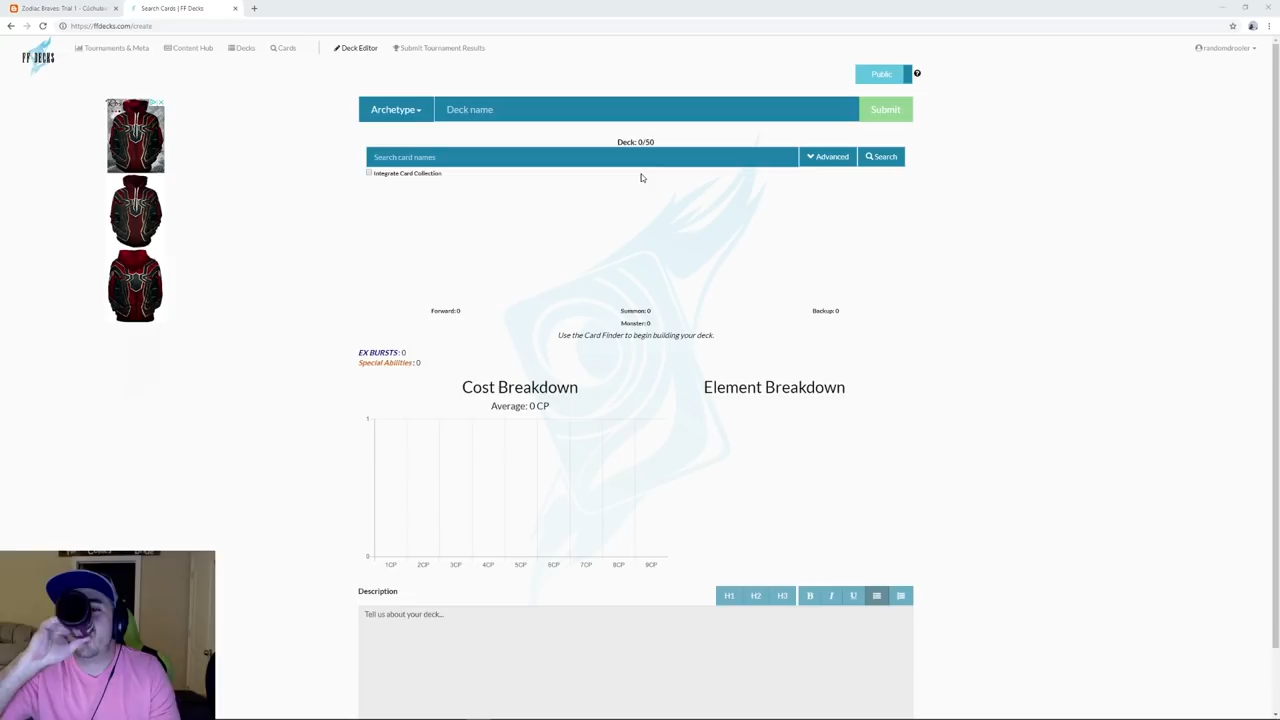 Zodiac Braves: Trial 1 - Cúchulain
Search Cards | FF Decks
https://ffdecks.com/create
FF DECKS
Tournaments & Meta
Content Hub
Decks
Cards
Deck Editor
Submit Tournament Results
randomdrooler
Public
Archetype
Deck name
Submit
Deck: 0/50
Search card names
Advanced
Search
Integrate Card Collection
Forward: 0
Summon: 0
Backup: 0
Monster: 0
Use the Card Finder to begin building your deck.
EX BURSTS: 0
Special Abilities: 0
Cost Breakdown
Element Breakdown
Average: 0 CP
1
0
1CP 2CP 3CP 4CP 5CP 6CP 7CP 8CP 9CP
Description
H1 H2 H3 B I U
Tell us about your deck...